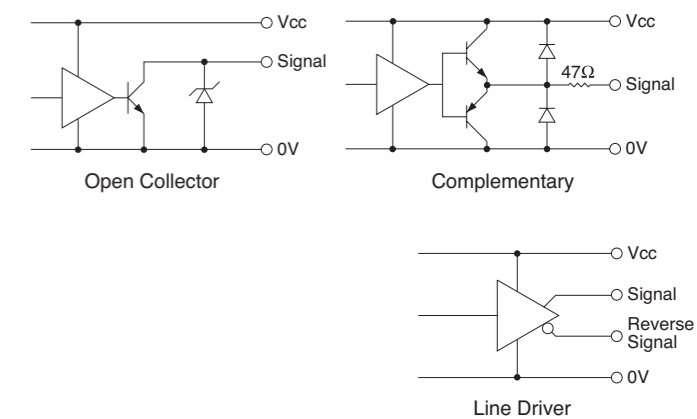 Vcc
Signal
0V
Open Collector
Vcc
47Ω
Signal
0V
Complementary
Vcc
Signal
Reverse
Signal
0V
Line Driver